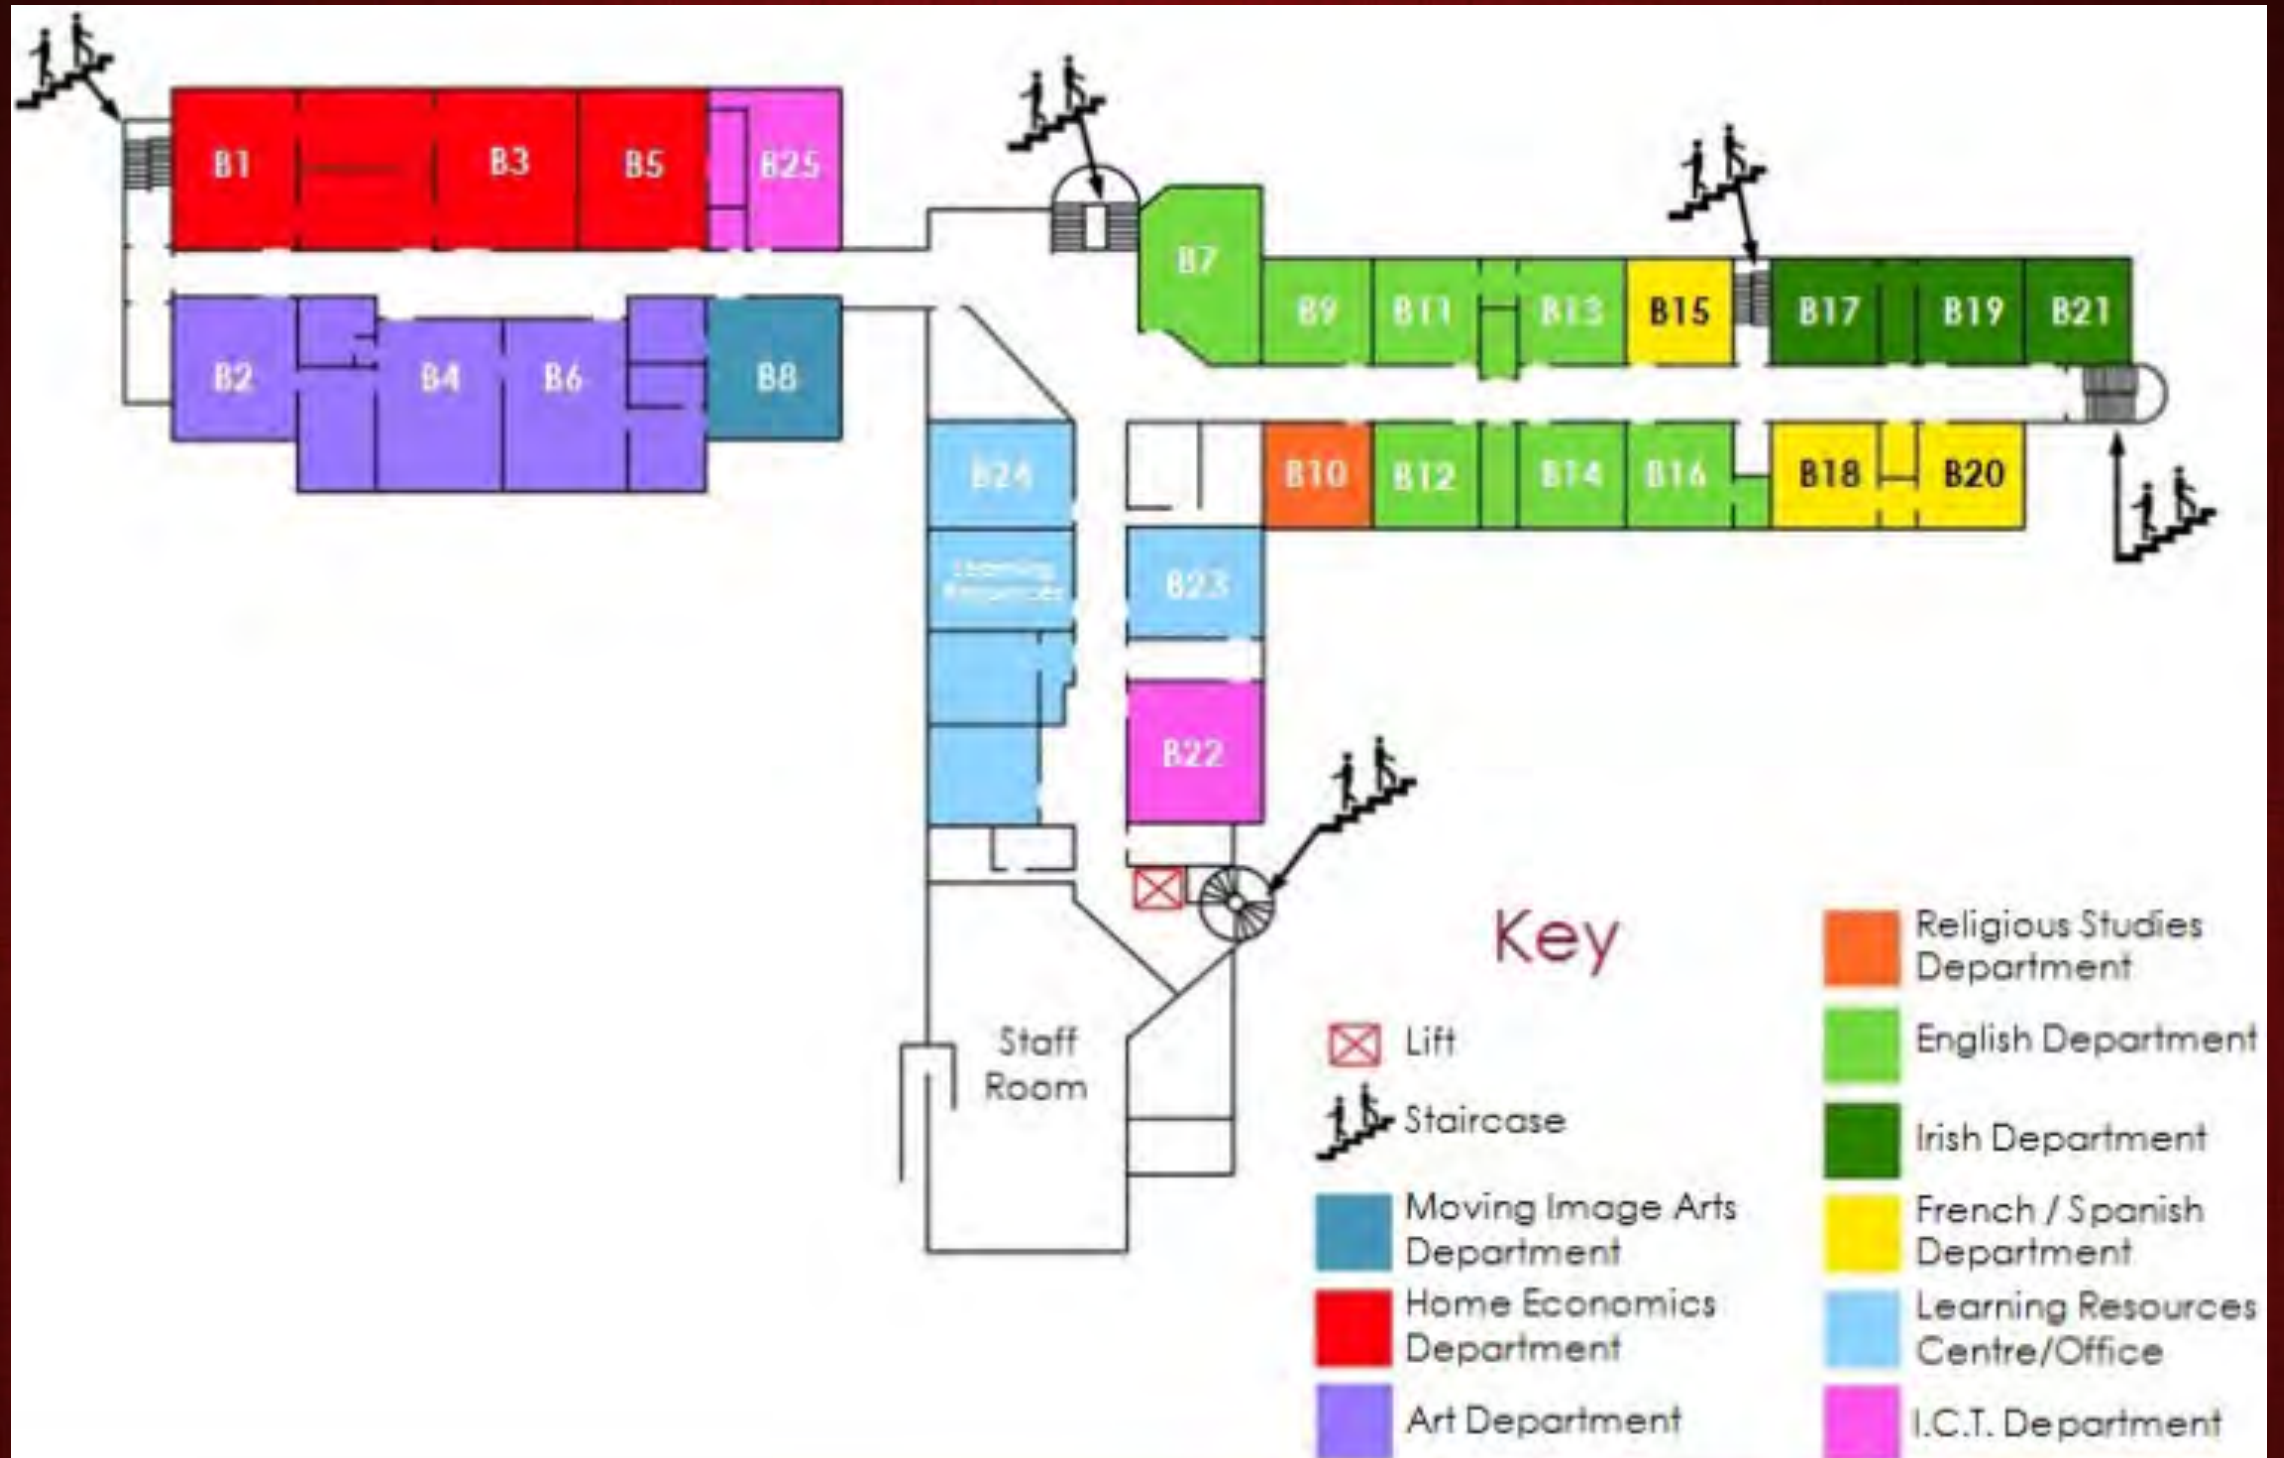 B1
B3
B5
B25
B2
B4
B6
B8
B7
B9
B11
B13
B15
B17
B19
B21
B10
B12
B14
B16
B18
B20
B24
Learning
Resources
B23
B22
Staff
Room
Key
Lift
Staircase
Moving Image Arts
Department
Home Economics
Department
Art Department
Religious Studies
Department
English Department
Irish Department
French / Spanish
Department
Learning Resources
Centre/Office
I.C.T. Department